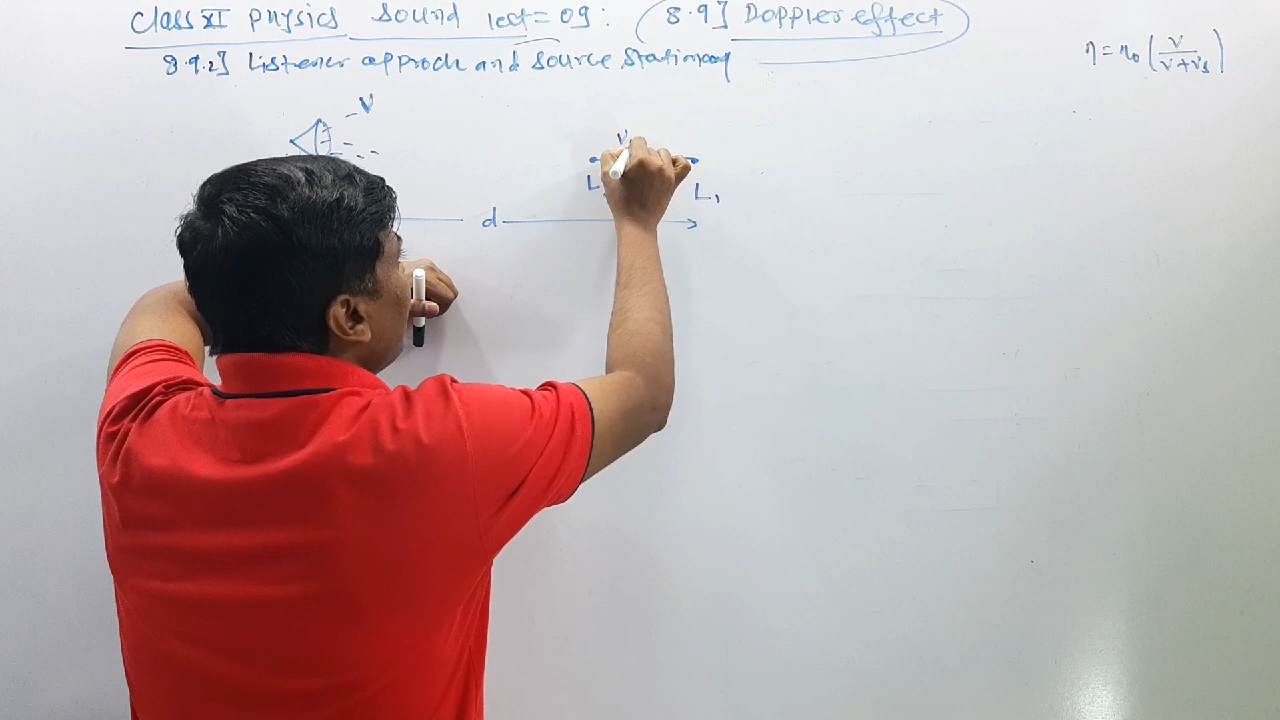 Class XI Physics Sound lect = 09: 8.9] Doppler effect
8.9.2] Listener approch and source stationary
n = n₀ (v / v + vs)
V
V
L
L₁
d